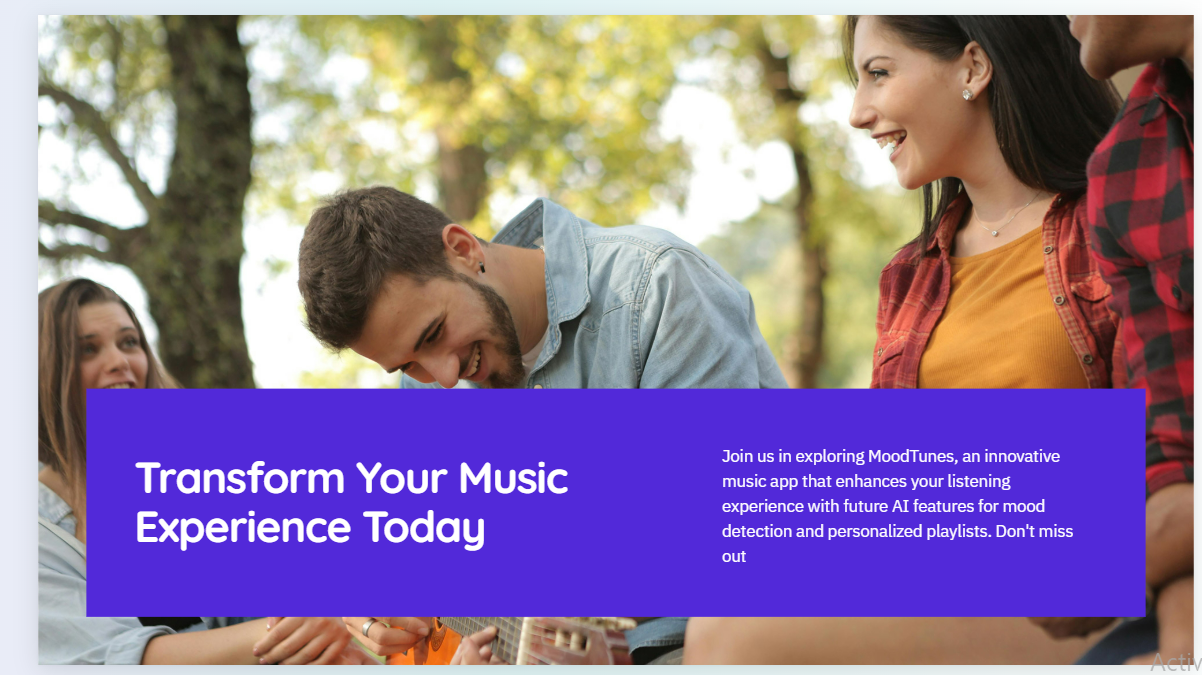 Transform Your Music
Experience Today
Join us in exploring MoodTunes, an innovative
music app that enhances your listening
experience with future AI features for mood
detection and personalized playlists. Don't miss
out